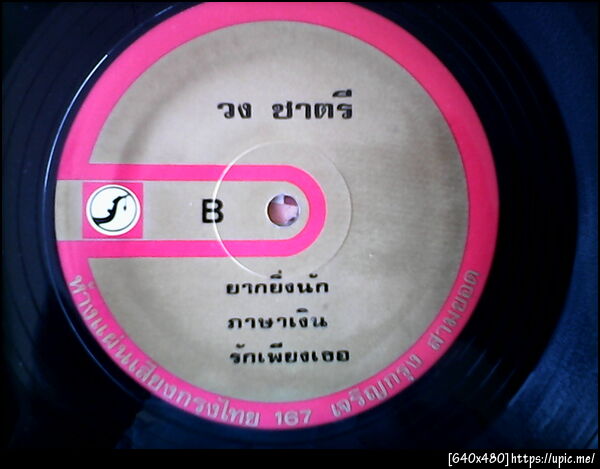 วง ชาตรี
B
ยากยิ่งนัก
ภาษาเงิน
รักเพียงเธอ
ห้างแผ่นเสียงกรุงไทย 167 เจริญกรุง สามยอด
[640x480]https://upic.me/